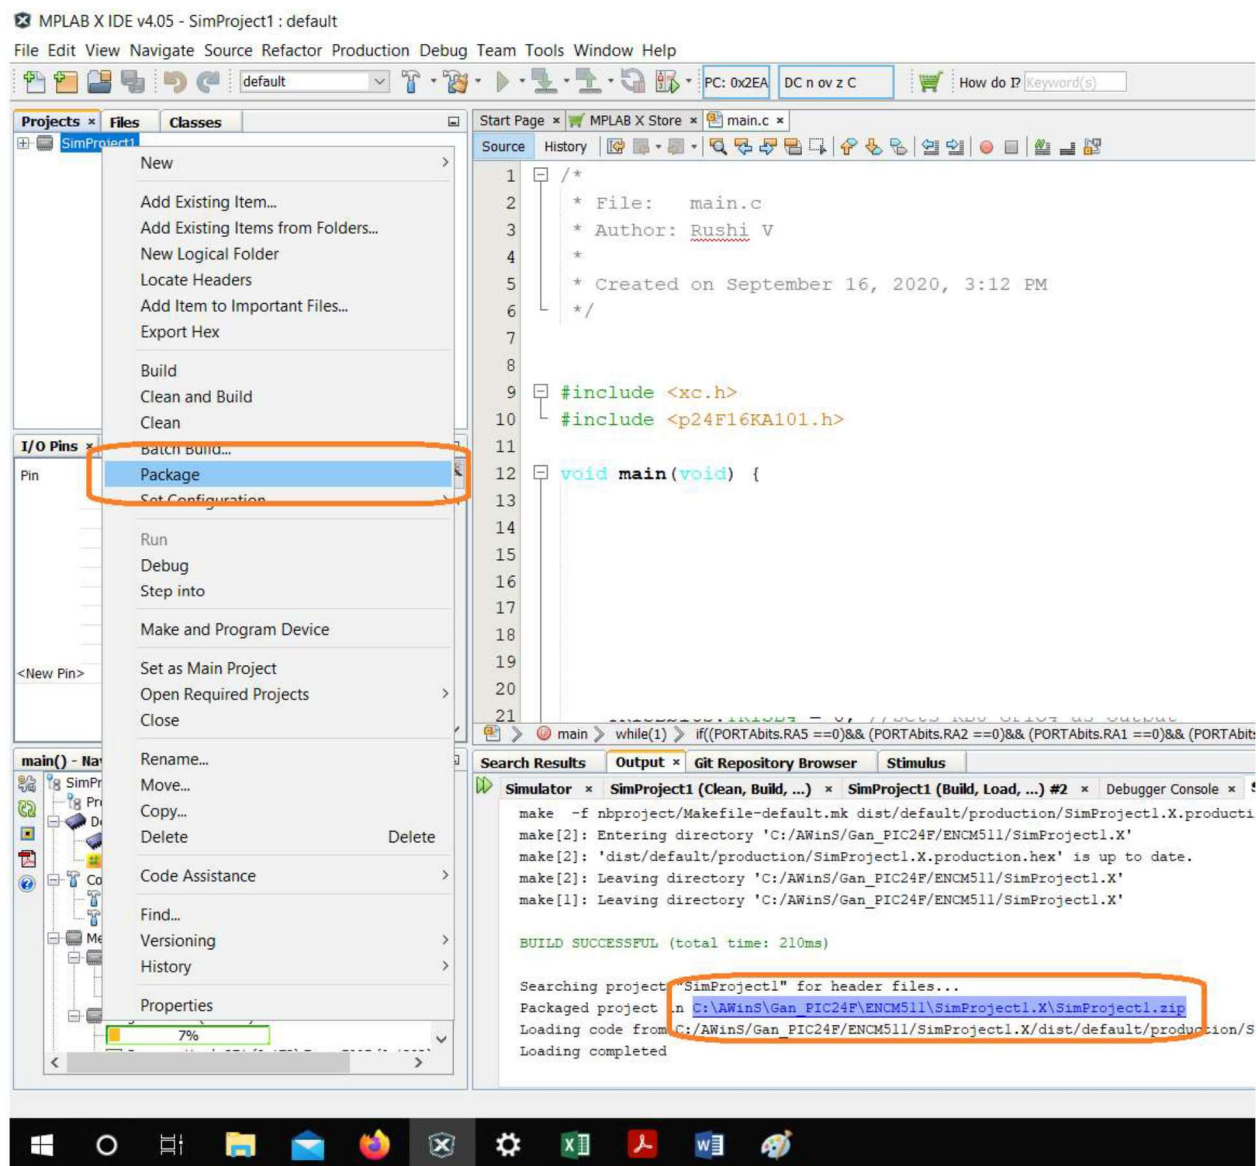 MPLAB X IDE v4.05 - SimProject1 : default
File Edit View Navigate Source Refactor Production Debug Team Tools Window Help
default
PC: 0x2EA
DC n ov z C
How do I?
Keyword(s)
Projects × Files Classes
SimProject1
New
Add Existing Item...
Add Existing Items from Folders...
New Logical Folder
Locate Headers
Add Item to Important Files...
Export Hex
Build
Clean and Build
Clean
Batch Build...
Package
Set Configuration
Run
Debug
Step into
Make and Program Device
Set as Main Project
Open Required Projects
Close
Rename...
Move...
Copy...
Delete Delete
Code Assistance
Find...
Versioning
History
Properties
I/O Pins ×
Pin
<New Pin>
main() - Na
SimPr
Pr
D
Co
Me
7%
Start Page × MPLAB X Store × main.c ×
Source History
1 /*
2 * File: main.c
3 * Author: Rushi V
4 *
5 * Created on September 16, 2020, 3:12 PM
6 */
7
8
9 #include <xc.h>
10 #include <p24F16KA101.h>
11
12 void main(void) {
13
14
15
16
17
18
19
20
21
main while(1) if((PORTAbits.RA5 ==0)&& (PORTAbits.RA2 ==0)&& (PORTAbits.RA1 ==0)&& (PORTAbits
Search Results Output × Git Repository Browser Stimulus
Simulator × SimProject1 (Clean, Build, ...) × SimProject1 (Build, Load, ...) #2 × Debugger Console ×
make -f nbproject/Makefile-default.mk dist/default/production/SimProject1.X.producti
make[2]: Entering directory 'C:/AWinS/Gan_PIC24F/ENCM511/SimProject1.X'
make[2]: 'dist/default/production/SimProject1.X.production.hex' is up to date.
make[2]: Leaving directory 'C:/AWinS/Gan_PIC24F/ENCM511/SimProject1.X'
make[1]: Leaving directory 'C:/AWinS/Gan_PIC24F/ENCM511/SimProject1.X'
BUILD SUCCESSFUL (total time: 210ms)
Searching project "SimProject1" for header files...
Packaged project in C:\AWinS\Gan_PIC24F\ENCM511\SimProject1.X\SimProject1.zip
Loading code from C:/AWinS/Gan_PIC24F/ENCM511/SimProject1.X/dist/default/production/S
Loading completed